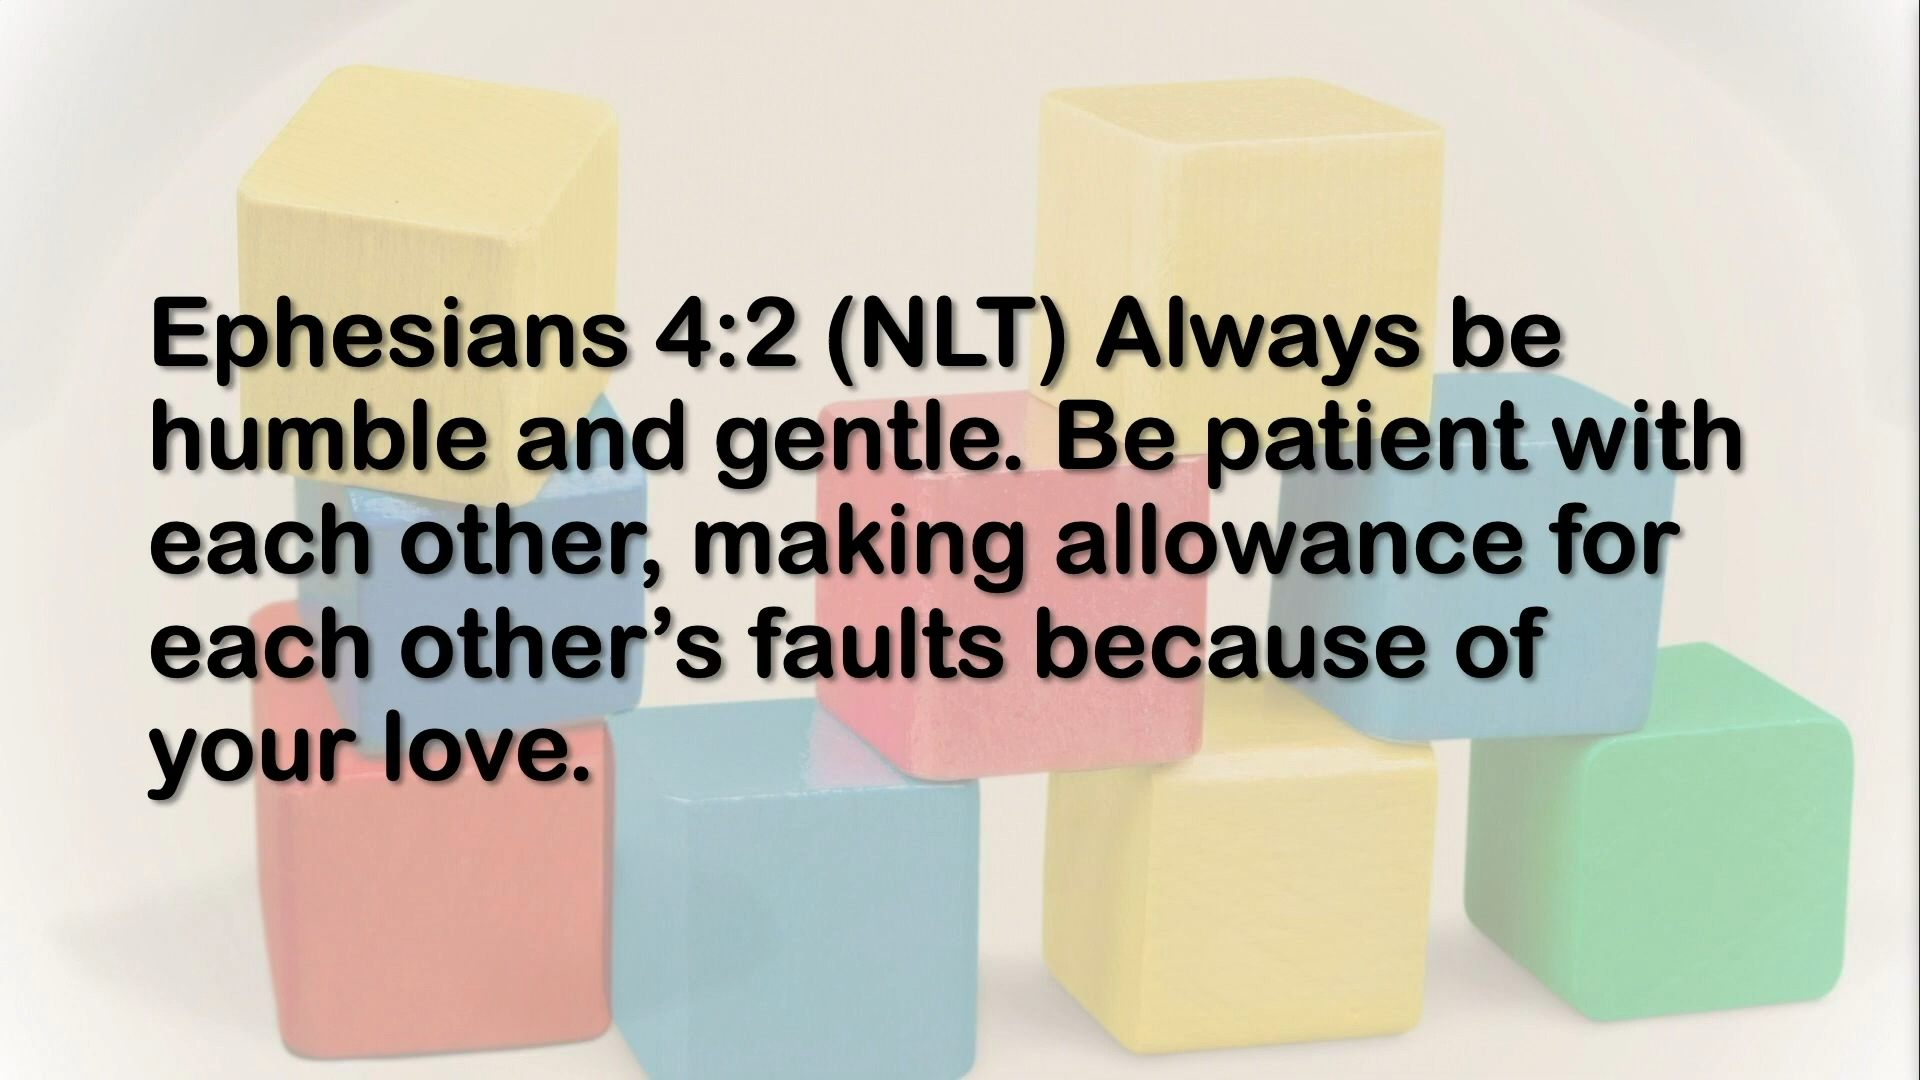 Ephesians 4:2 (NLT) Always be
humble and gentle. Be patient with
each other, making allowance for
each other’s faults because of
your love.